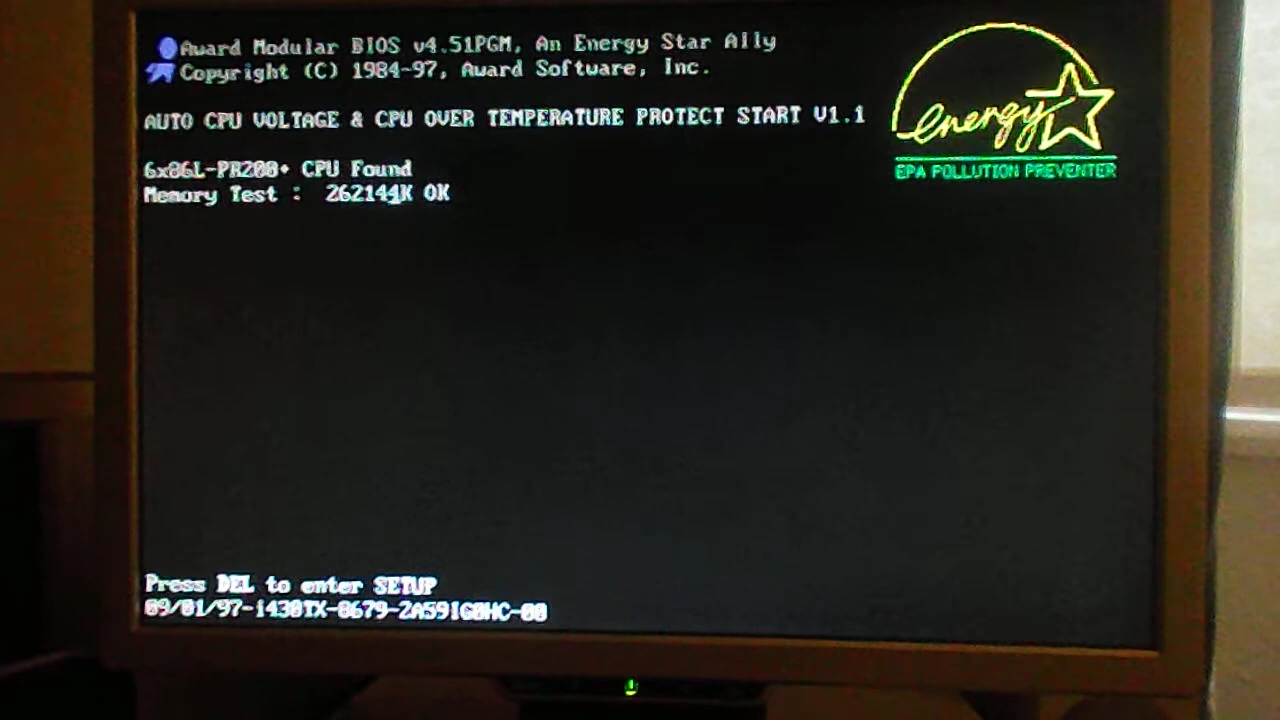 Award Modular BIOS v4.51PGM, An Energy Star Ally
Copyright (C) 1984-97, Award Software, Inc.
AUTO CPU VOLTAGE & CPU OVER TEMPERATURE PROTECT START V1.1
energy
EPA POLLUTION PREVENTER
6x86L-PR200+ CPU Found
Memory Test : 262144K OK
Press DEL to enter SETUP
09/01/97-i430TX-8679-2A59IG0HC-00